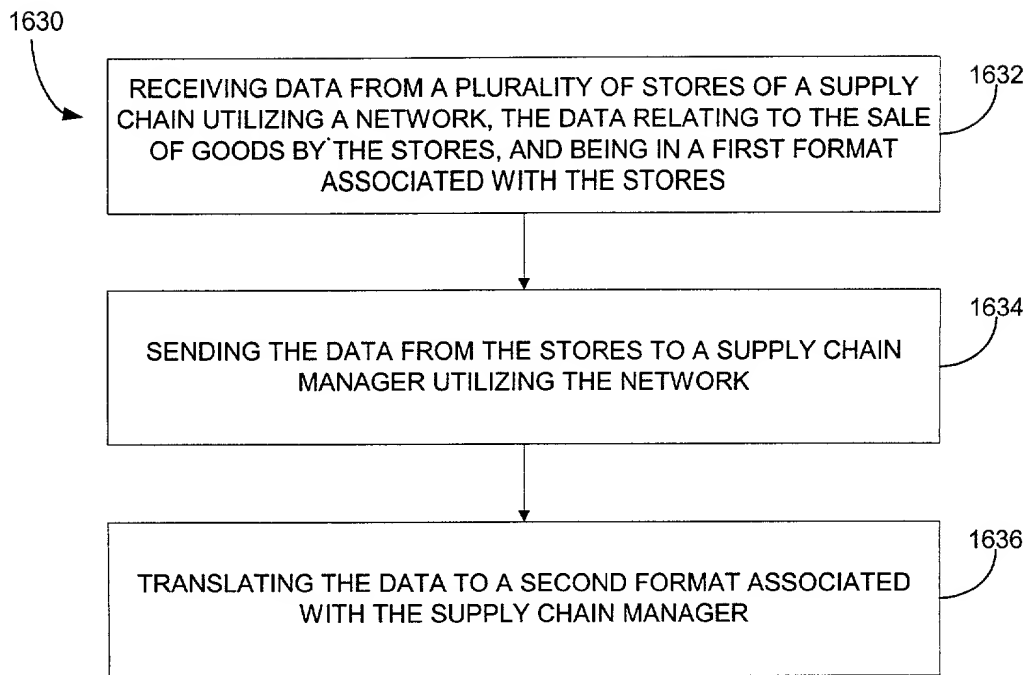 1630
1632
RECEIVING DATA FROM A PLURALITY OF STORES OF A SUPPLY
CHAIN UTILIZING A NETWORK, THE DATA RELATING TO THE SALE
OF GOODS BY THE STORES, AND BEING IN A FIRST FORMAT
ASSOCIATED WITH THE STORES
1634
SENDING THE DATA FROM THE STORES TO A SUPPLY CHAIN
MANAGER UTILIZING THE NETWORK
1636
TRANSLATING THE DATA TO A SECOND FORMAT ASSOCIATED
WITH THE SUPPLY CHAIN MANAGER